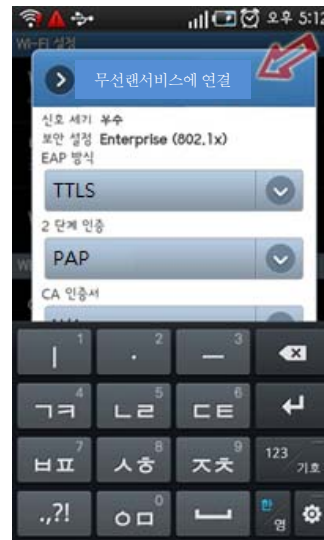 오후 5:12
Wi-Fi 설정
무선랜서비스에 연결
신호 세기 우수
보안 설정 Enterprise (802.1x)
EAP 방식
TTLS
2 단계 인증
PAP
CA 인증서
ㅣ 1 · 2 ㅡ 3
ㄱㅋ 4 ㄴㄹ 5 ㄷㅌ 6
ㅂㅍ 7 ㅅㅎ 8 ㅈㅊ 9 123 기호
.,?! ㅇㅁ 0 한 영